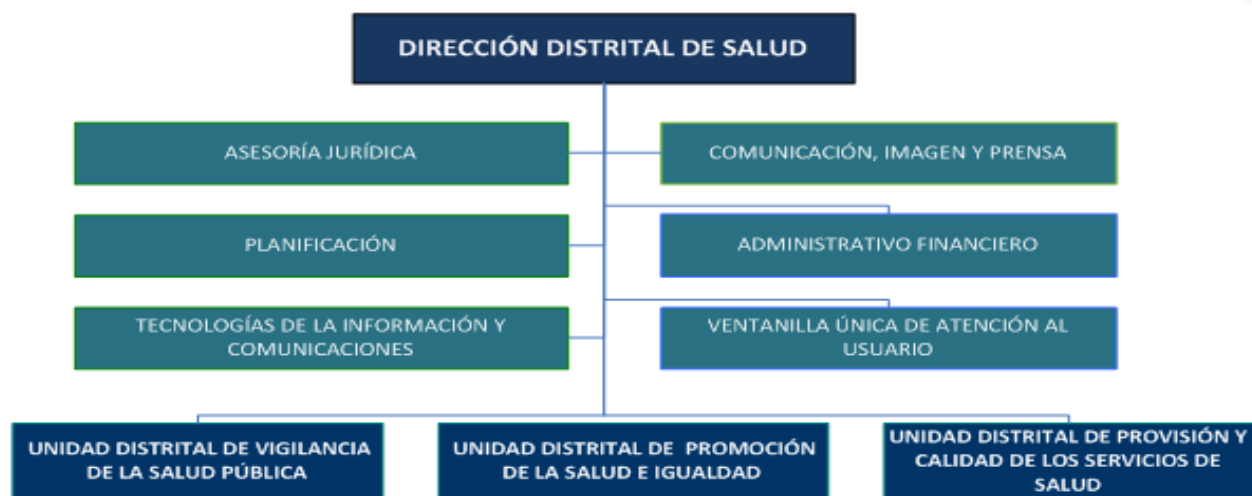 DIRECCIÓN DISTRITAL DE SALUD
ASESORÍA JURÍDICA
COMUNICACIÓN, IMAGEN Y PRENSA
PLANIFICACIÓN
ADMINISTRATIVO FINANCIERO
TECNOLOGÍAS DE LA INFORMACIÓN Y
COMUNICACIONES
VENTANILLA ÚNICA DE ATENCIÓN AL
USUARIO
UNIDAD DISTRITAL DE VIGILANCIA
DE LA SALUD PÚBLICA
UNIDAD DISTRITAL DE PROMOCIÓN
DE LA SALUD E IGUALDAD
UNIDAD DISTRITAL DE PROVISIÓN Y
CALIDAD DE LOS SERVICIOS DE
SALUD